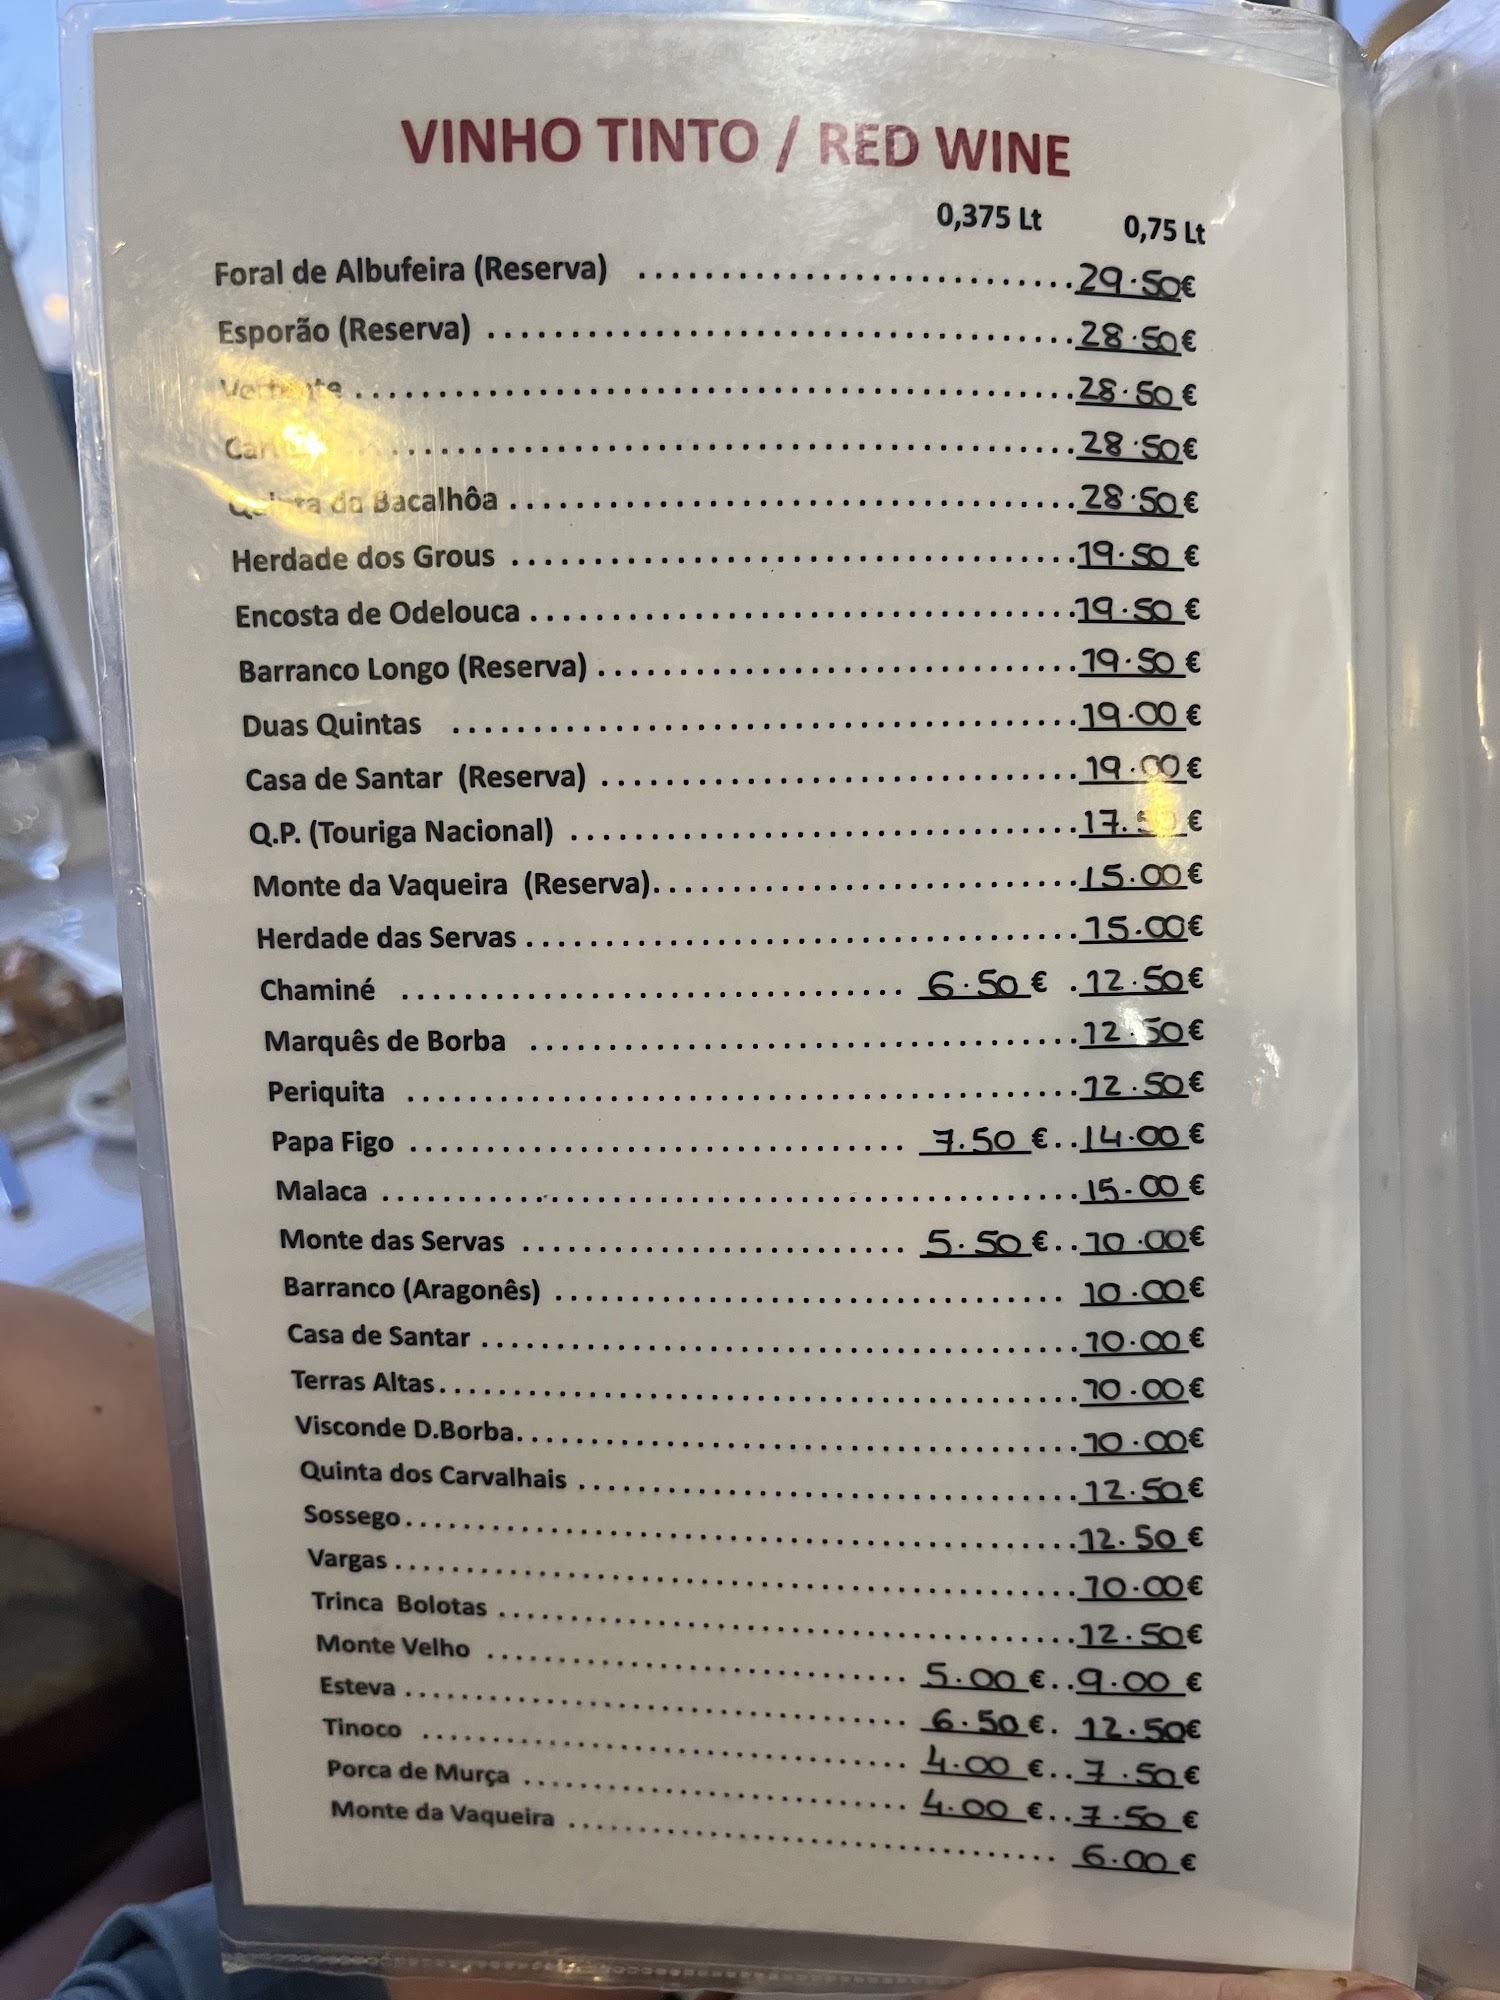 VINHO TINTO / RED WINE
0,375 Lt 0,75 Lt
Foral de Albufeira (Reserva) ........................ 29.50€
Esporão (Reserva) ........................ 28.50€
Vertente ........................ 28.50€
........................ 28.50€
Quinta da Bacalhôa ........................ 28.50€
Herdade dos Grous ........................ 19.50€
Encosta de Odelouca ........................ 19.50€
Barranco Longo (Reserva) ........................ 19.50€
Duas Quintas ........................ 19.00€
Casa de Santar (Reserva) ........................ 19.00€
Q.P. (Touriga Nacional) ........................ 17.50€
Monte da Vaqueira (Reserva) ........................ 15.00€
Herdade das Servas ........................ 15.00€
Chaminé ........................ 6.50€ . 12.50€
Marquês de Borba ........................ 12.50€
Periquita ........................ 12.50€
Papa Figo ........................ 7.50€ .. 14.00€
Malaca ........................ 15.00€
Monte das Servas ........................ 5.50€ .. 10.00€
Barranco (Aragonês) ........................ 10.00€
Casa de Santar ........................ 10.00€
Terras Altas ........................ 10.00€
Visconde D.Borba ........................ 10.00€
Quinta dos Carvalhais ........................ 12.50€
Sossego ........................ 12.50€
Vargas ........................ 10.00€
Trinca Bolotas ........................ 12.50€
Monte Velho ........................ 5.00€ .. 9.00€
Esteva ........................ 6.50€ . 12.50€
Tinoco ........................ 4.00€ .. 7.50€
Porca de Murça ........................ 4.00€ .. 7.50€
Monte da Vaqueira ........................ 6.00€